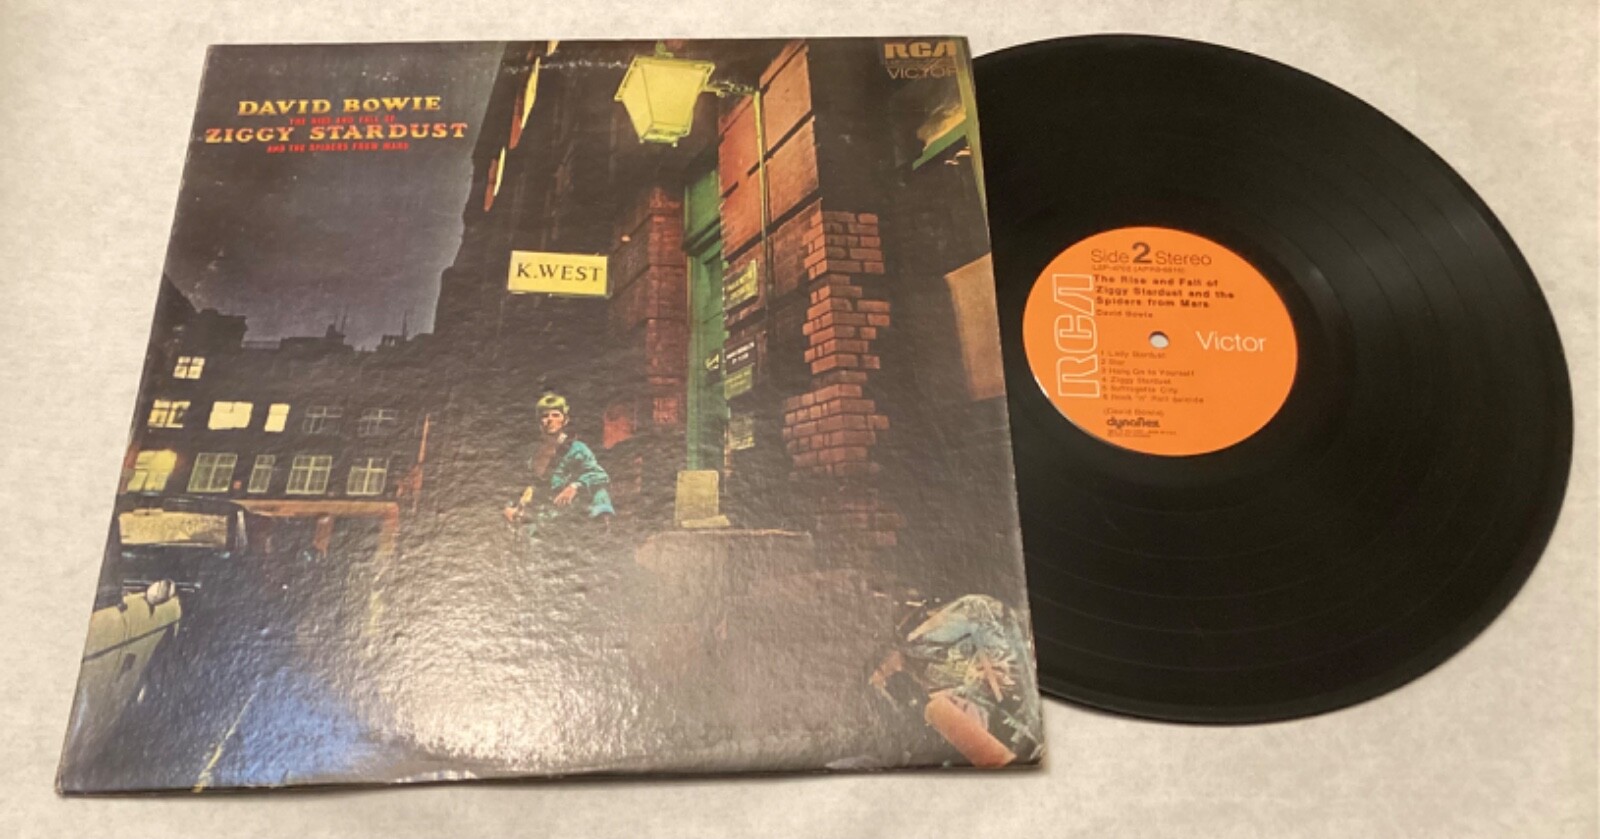 DAVID BOWIE
THE RISE AND FALL OF
ZIGGY STARDUST
AND THE SPIDERS FROM MARS
RCA
VICTOR
K.WEST
Side 2 Stereo
The Rise and Fall of
Ziggy Stardust and the
Spiders from Mars
David Bowie
RCA
Victor
1 Lady Stardust
2 Star
3 Hang On to Yourself
4 Ziggy Stardust
5 Suffragette City
6 Rock 'n' Roll Suicide
(David Bowie)
dynaflex